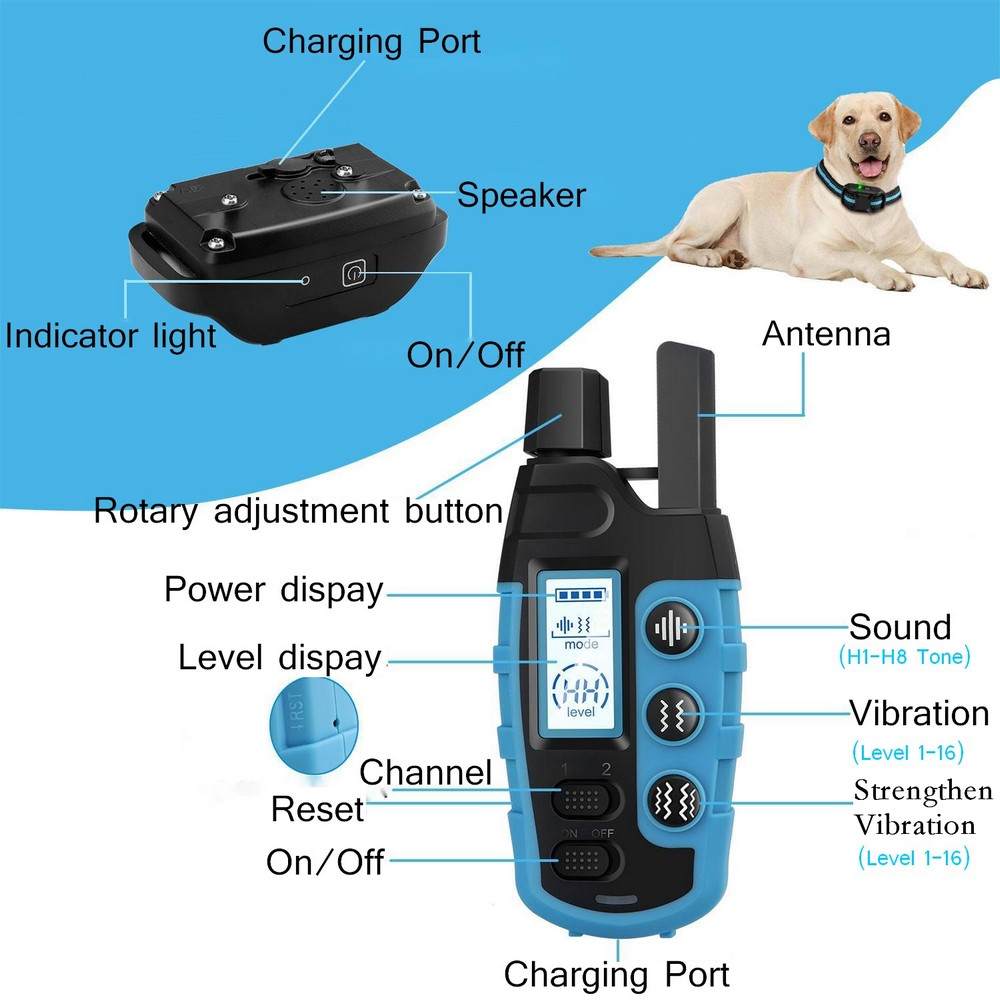 Charging Port
Speaker
Indicator light
On/Off
Antenna
Rotary adjustment button
Power dispay
mode
Level dispay
HH
level
RST
Sound
(H1-H8 Tone)
Vibration
(Level 1-16)
Channel
1 2
Reset
Strengthen
Vibration
(Level 1-16)
ON OFF
On/Off
Charging Port